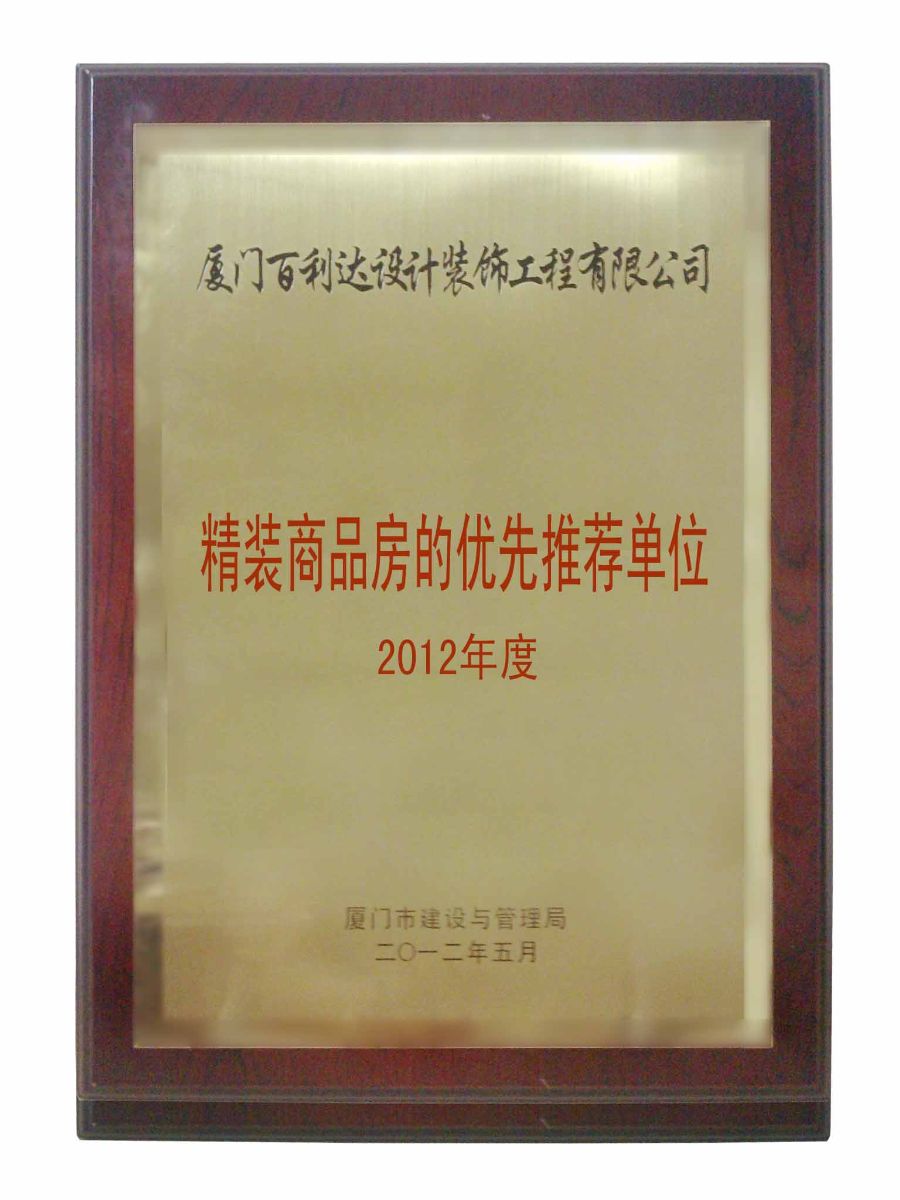 厦门百利达设计装饰工程有限公司
精装商品房的优先推荐单位
2012年度
厦门市建设与管理局
二〇一二年五月